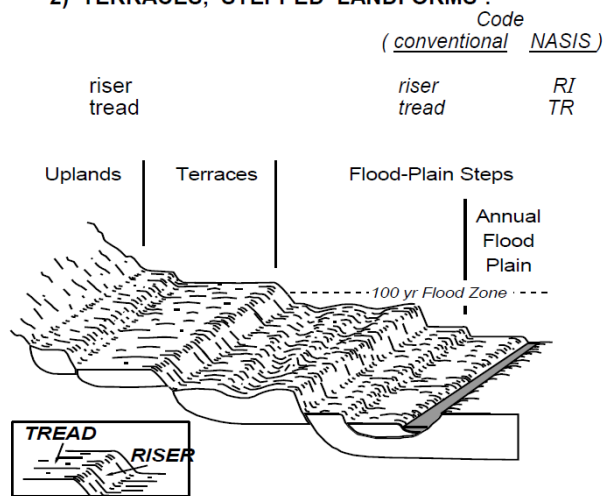 2) TERRACES, STEPPED LANDFORMS :
Code
( conventional NASIS )
riser riser RI
tread tread TR
Uplands Terraces Flood-Plain Steps
Annual
Flood
Plain
100 yr Flood Zone
TREAD
RISER